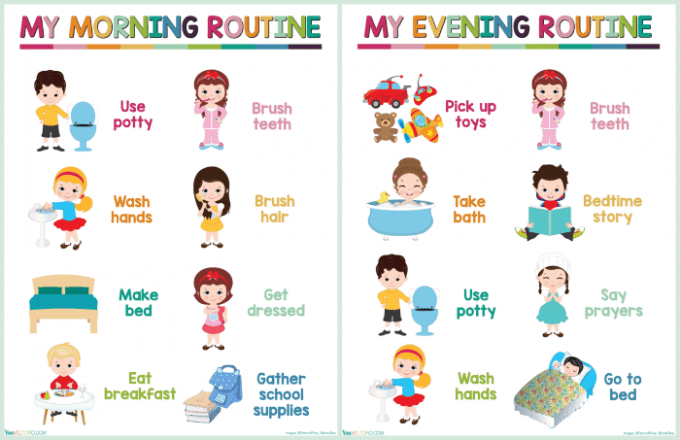 MY MORNING ROUTINE
Use
potty
Brush
teeth
Wash
hands
Brush
hair
Make
bed
Get
dressed
Eat
breakfast
Gather
school
supplies
MY EVENING ROUTINE
Pick up
toys
Brush
teeth
Take
bath
Bedtime
story
Use
potty
Say
prayers
Wash
hands
Go to
bed